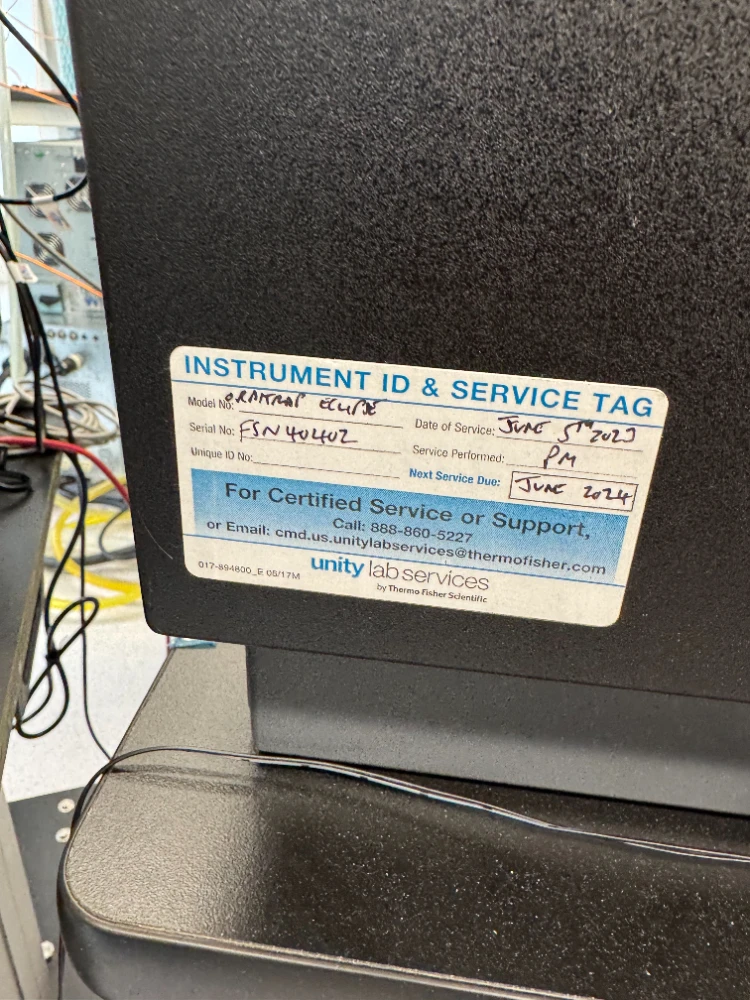 INSTRUMENT ID & SERVICE TAG
Model No: ORBITRAP ECLIPSE
Date of Service: JUNE 5TH 2023
Serial No: FSN40402
Service Performed: PM
Unique ID No:
Next Service Due: JUNE 2024
For Certified Service or Support,
Call: 888-860-5227
or Email: cmd.us.unitylabservices@thermofisher.com
017-894800_E 05/17M
unity lab services
by Thermo Fisher Scientific